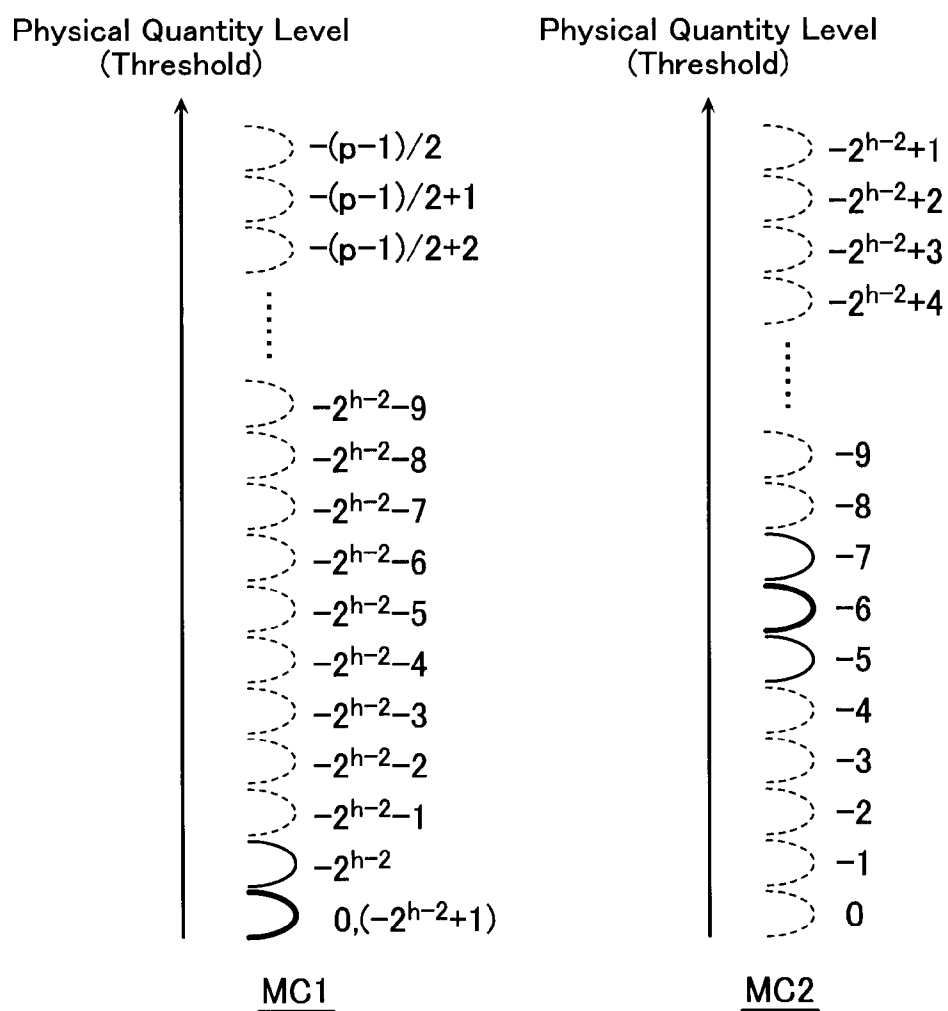 Physical Quantity Level
(Threshold)
-(p-1)/2
-(p-1)/2+1
-(p-1)/2+2
-2^{h-2}-9
-2^{h-2}-8
-2^{h-2}-7
-2^{h-2}-6
-2^{h-2}-5
-2^{h-2}-4
-2^{h-2}-3
-2^{h-2}-2
-2^{h-2}-1
-2^{h-2}
0,(-2^{h-2}+1)
MC1
Physical Quantity Level
(Threshold)
-2^{h-2}+1
-2^{h-2}+2
-2^{h-2}+3
-2^{h-2}+4
-9
-8
-7
-6
-5
-4
-3
-2
-1
0
MC2